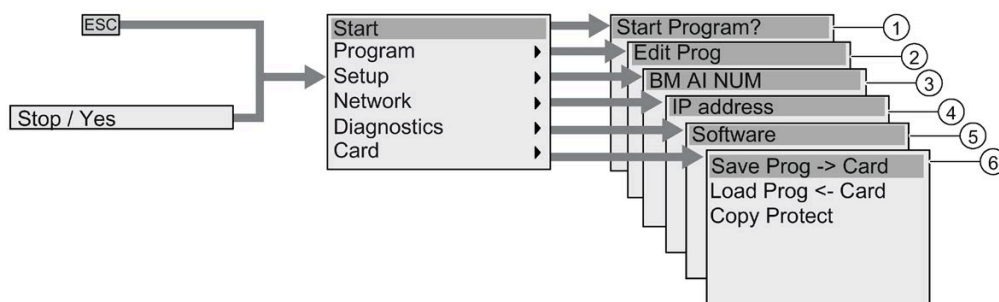 ESC
Stop / Yes
Start
Program
Setup
Network
Diagnostics
Card
Start Program?
1
Edit Prog
2
BM AI NUM
3
IP address
4
Software
5
Save Prog -> Card
6
Load Prog <- Card
Copy Protect